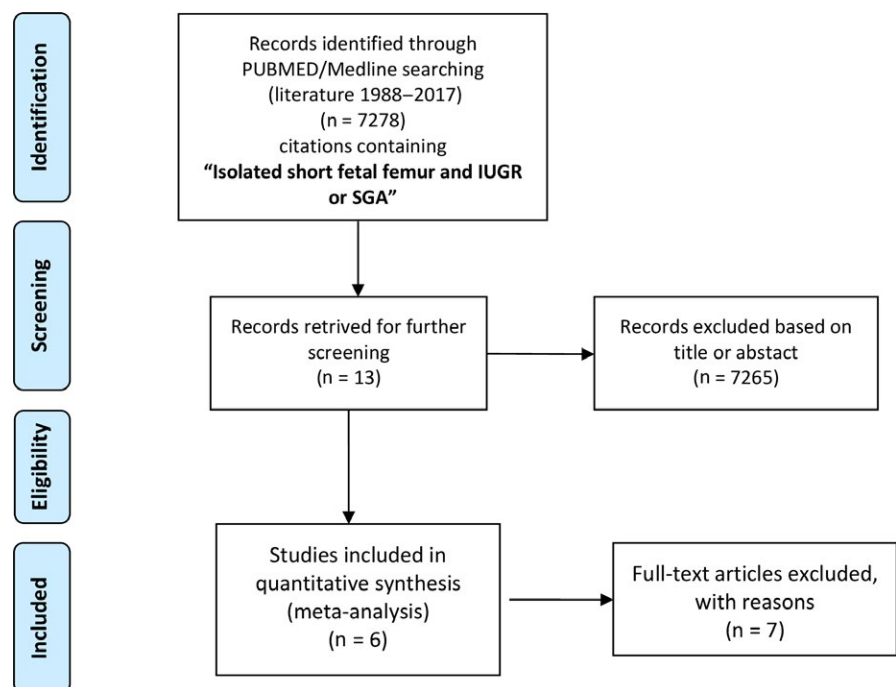 Identification
Records identified through
PUBMED/Medline searching
(literature 1988–2017)
(n = 7278)
citations containing
“Isolated short fetal femur and IUGR
or SGA”
Screening
Records retrived for further
screening
(n = 13)
Records excluded based on
title or abstact
(n = 7265)
Eligibility
Included
Studies included in
quantitative synthesis
(meta-analysis)
(n = 6)
Full-text articles excluded,
with reasons
(n = 7)